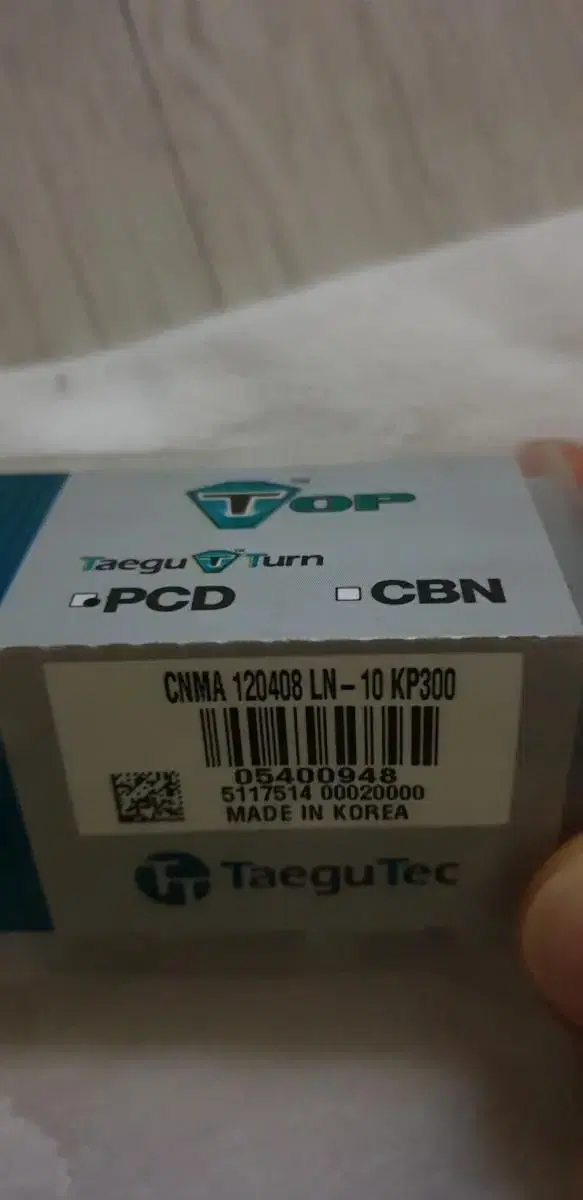 TOP
Taegu T Turn
PCD CBN
CNMA 120408 LN-10 KP300
05400948
5117514 00020000
MADE IN KOREA
TaeguTec